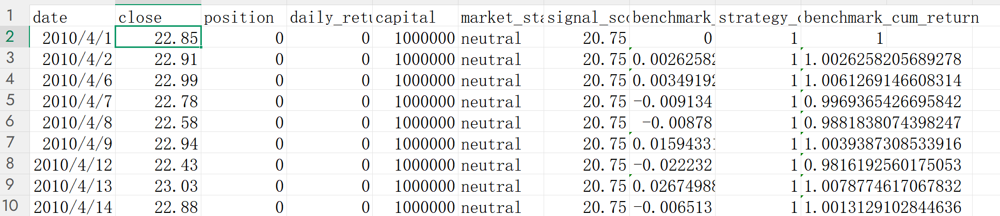 1 date close position daily_retu capital market_sta signal_sco benchmark_ strategy_c benchmark_cum_return
2 2010/4/1 22.85 0 0 1000000 neutral 20.75 0 1 1
3 2010/4/2 22.91 0 0 1000000 neutral 20.75 0.00262582 1 1.0026258205689278
4 2010/4/6 22.99 0 0 1000000 neutral 20.75 0.00349192 1 1.0061269146608314
5 2010/4/7 22.78 0 0 1000000 neutral 20.75 -0.009134 1 0.9969365426695842
6 2010/4/8 22.58 0 0 1000000 neutral 20.75 -0.00878 1 0.9881838074398247
7 2010/4/9 22.94 0 0 1000000 neutral 20.75 0.01594331 1 1.0039387308533916
8 2010/4/12 22.43 0 0 1000000 neutral 20.75 -0.022232 1 0.9816192560175053
9 2010/4/13 23.03 0 0 1000000 neutral 20.75 0.02674988 1 1.0078774617067832
10 2010/4/14 22.88 0 0 1000000 neutral 20.75 -0.006513 1 1.0013129102844636